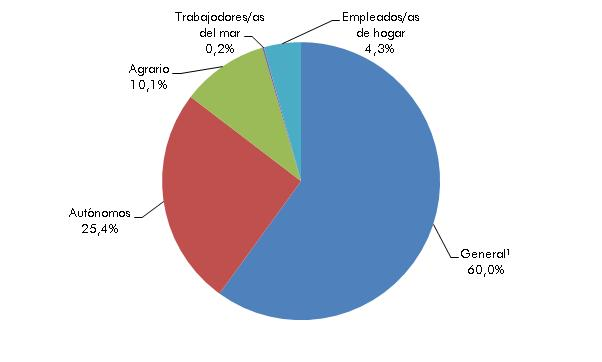 Trabajadores/as
del mar
0,2%
Empleados/as
de hogar
4,3%
Agrario
10,1%
Autónomos
25,4%
General¹
60,0%